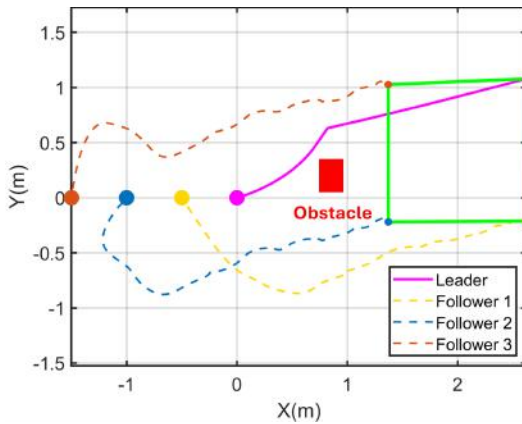 1.5
1
0.5
0
-0.5
-1
-1.5
Y(m)
Obstacle
Leader
Follower 1
Follower 2
Follower 3
-1
0
1
2
X(m)